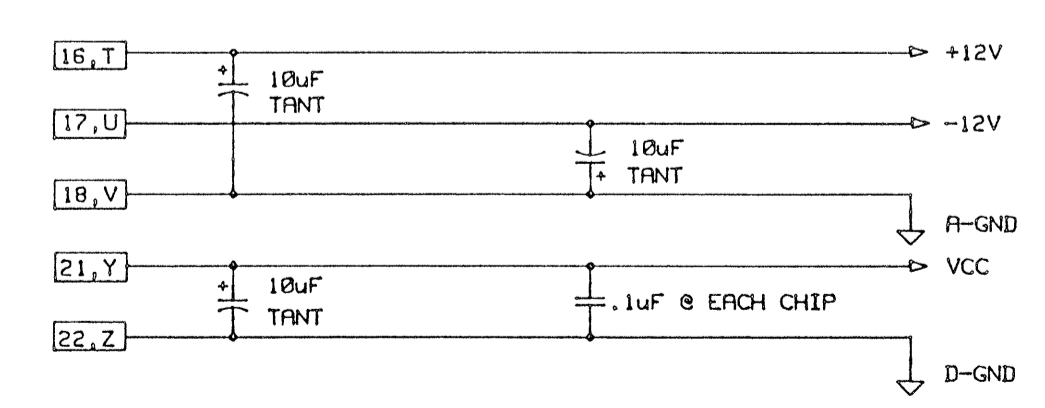 16,T
+12V
+
10uF
TANT
17,U
-12V
10uF
+ TANT
18,V
A-GND
21,Y
VCC
+
10uF
TANT
.1uF @ EACH CHIP
22,Z
D-GND